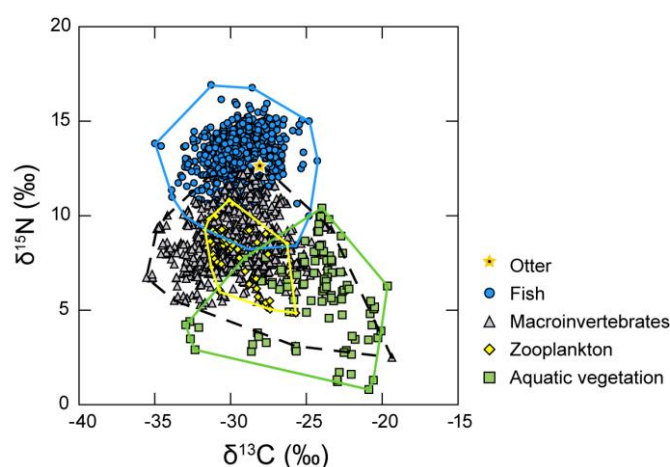 20
15
10
5
0
δ¹⁵N (‰)
-40 -35 -30 -25 -20 -15
δ¹³C (‰)
Otter
Fish
Macroinvertebrates
Zooplankton
Aquatic vegetation